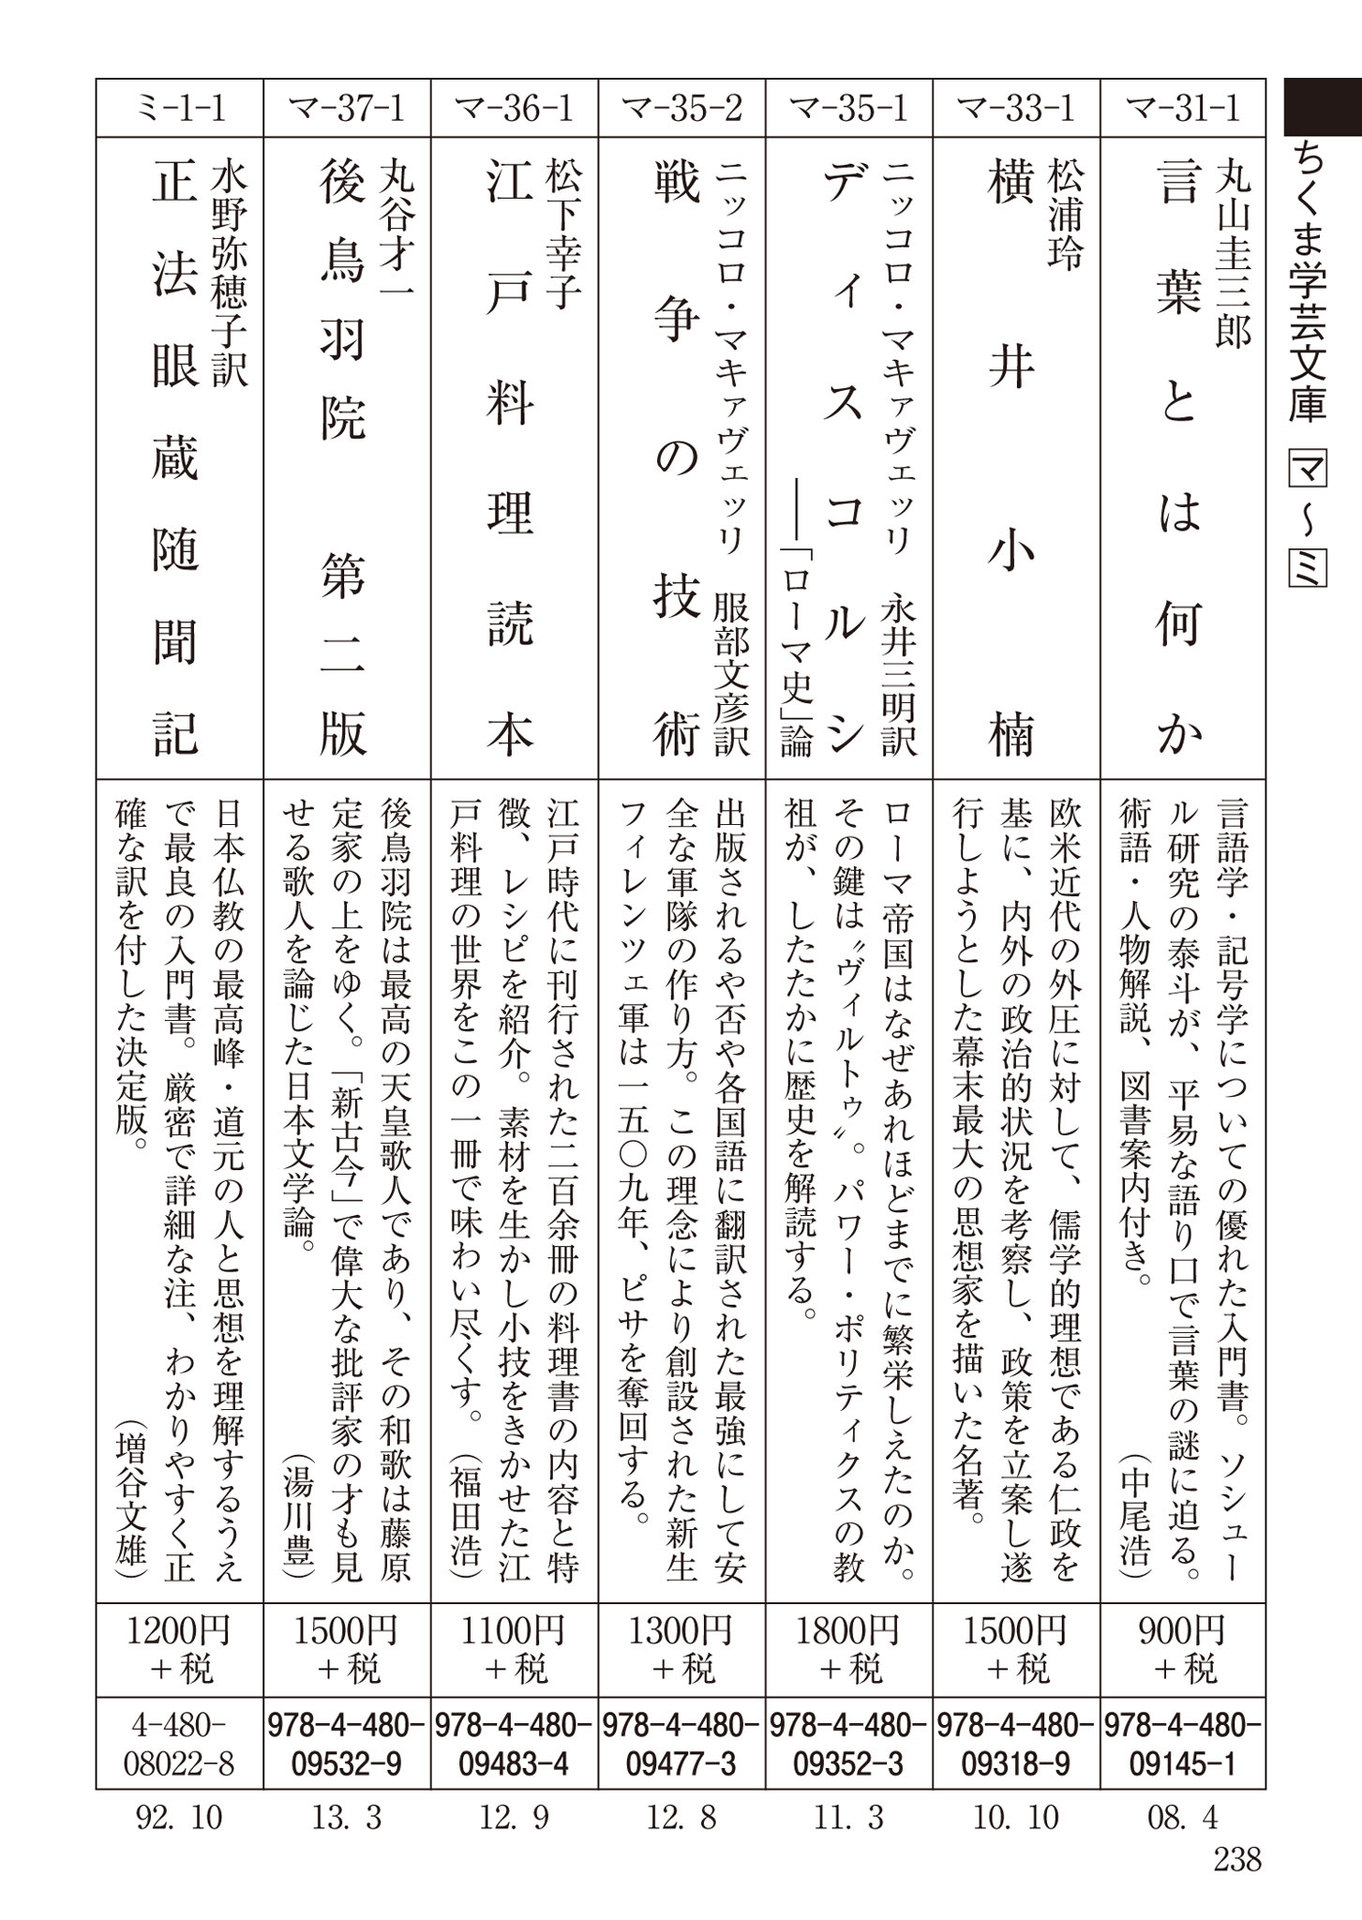 ちくま学芸文庫 マ〜ミ
マ-31-1
丸山圭三郎
言葉とは何か
言語学・記号学についての優れた入門書。ソシュー
ル研究の泰斗が、平易な語り口で言葉の謎に迫る。
術語・人物解説、図書案内付き。（中尾浩）
900円
＋税
978-4-480-
09145-1
08. 4
マ-33-1
松浦玲
横井小楠
欧米近代の外圧に対して、儒学的理想である仁政を
基に、内外の政治的状況を考察し、政策を立案し遂
行しようとした幕末最大の思想家を描いた名著。
1500円
＋税
978-4-480-
09318-9
10. 10
マ-35-1
ニッコロ・マキァヴェッリ 永井三明訳
ディスコルシ
――「ローマ史」論
ローマ帝国はなぜあれほどまでに繁栄しえたのか。
その鍵は〝ヴィルトゥ〟。パワー・ポリティクスの教
祖が、したたかに歴史を解読する。
1800円
＋税
978-4-480-
09352-3
11. 3
マ-35-2
ニッコロ・マキァヴェッリ 服部文彦訳
戦争の技術
出版されるや否や各国語に翻訳された最強にして安
全な軍隊の作り方。この理念により創設された新生
フィレンツェ軍は一五〇九年、ピサを奪回する。
1300円
＋税
978-4-480-
09477-3
12. 8
マ-36-1
松下幸子
江戸料理読本
江戸時代に刊行された二百余冊の料理書の内容と特
徴、レシピを紹介。素材を生かし小技をきかせた江
戸料理の世界をこの一冊で味わい尽くす。（福田浩）
1100円
＋税
978-4-480-
09483-4
12. 9
マ-37-1
丸谷才一
後鳥羽院 第二版
後鳥羽院は最高の天皇歌人であり、その和歌は藤原
定家の上をゆく。「新古今」で偉大な批評家の才も見
せる歌人を論じた日本文学論。（湯川豊）
1500円
＋税
978-4-480-
09532-9
13. 3
ミ-1-1
水野弥穂子訳
正法眼蔵随聞記
日本仏教の最高峰・道元の人と思想を理解するうえ
で最良の入門書。厳密で詳細な注、わかりやすく正
確な訳を付した決定版。（増谷文雄）
1200円
＋税
4-480-
08022-8
92. 10
238